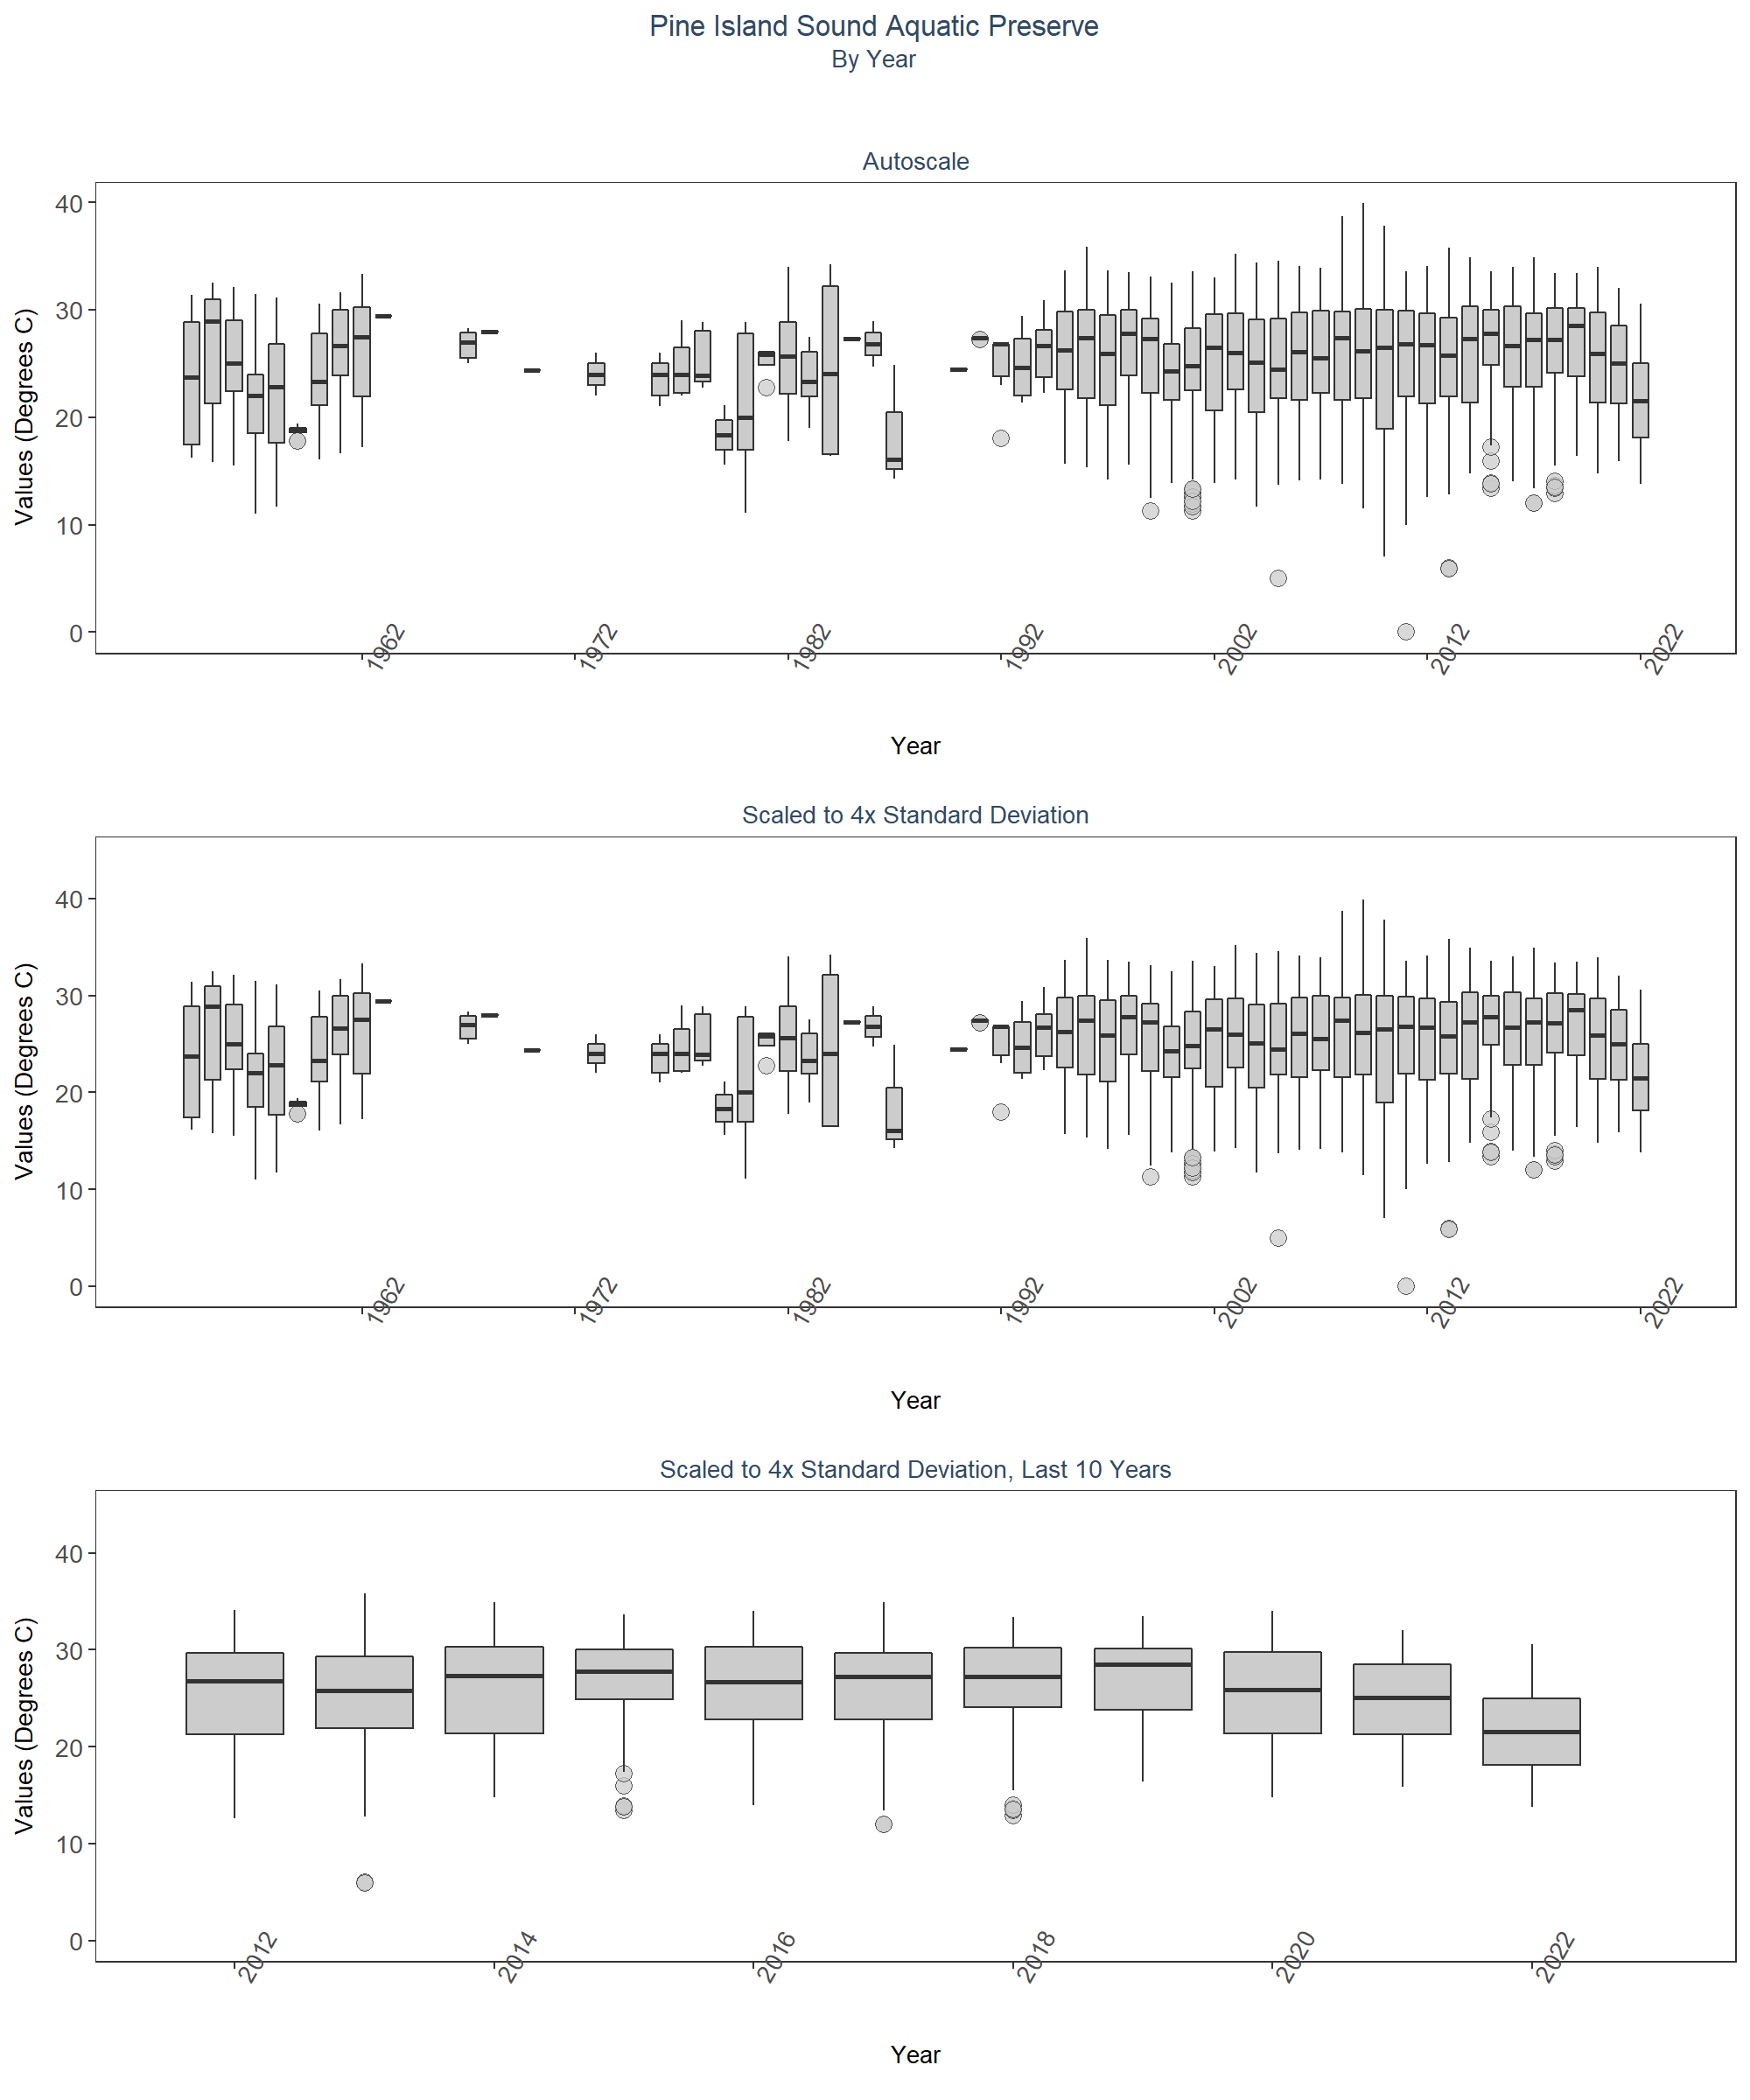 Pine Island Sound Aquatic Preserve
By Year
Autoscale
Values (Degrees C)
40
30
20
10
0
1962 1972 1982 1992 2002 2012 2022
Year
Scaled to 4x Standard Deviation
Values (Degrees C)
40
30
20
10
0
1962 1972 1982 1992 2002 2012 2022
Year
Scaled to 4x Standard Deviation, Last 10 Years
Values (Degrees C)
40
30
20
10
0
2012 2014 2016 2018 2020 2022
Year